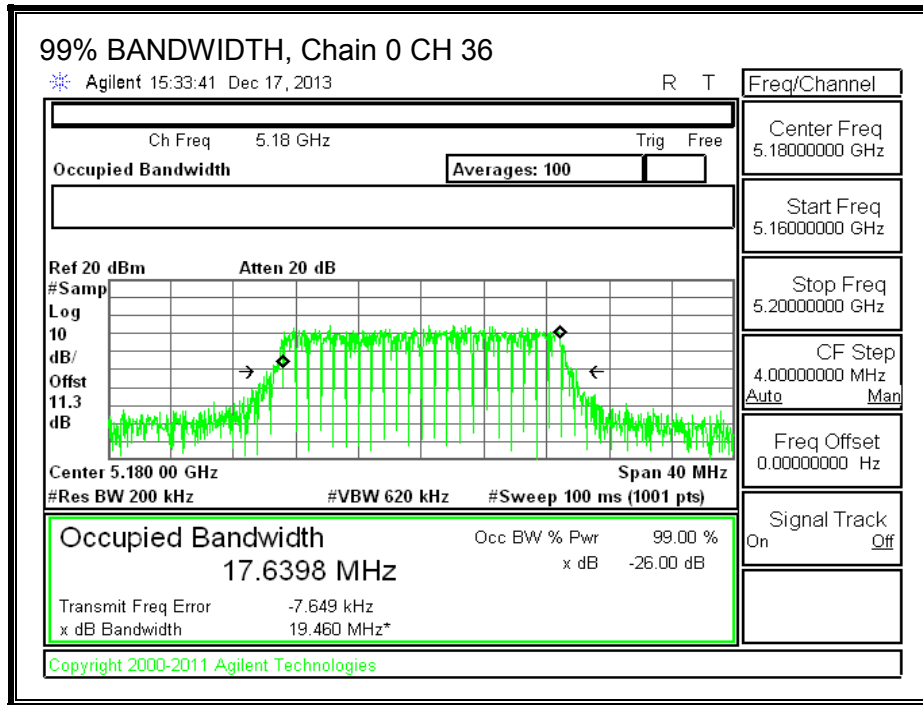 99% BANDWIDTH, Chain 0 CH 36
Agilent 15:33:41 Dec 17, 2013 R T
Freq/Channel
Ch Freq 5.18 GHz Trig Free
Occupied Bandwidth Averages: 100
Center Freq
5.18000000 GHz
Start Freq
5.16000000 GHz
Stop Freq
5.20000000 GHz
CF Step
4.00000000 MHz
Auto Man
Freq Offset
0.00000000 Hz
Signal Track
On Off
Ref 20 dBm Atten 20 dB
#Samp
Log
10
dB/
Offst
11.3
dB
Center 5.180 00 GHz Span 40 MHz
#Res BW 200 kHz #VBW 620 kHz #Sweep 100 ms (1001 pts)
Occupied Bandwidth Occ BW % Pwr 99.00 %
17.6398 MHz x dB -26.00 dB
Transmit Freq Error -7.649 kHz
x dB Bandwidth 19.460 MHz*
Copyright 2000-2011 Agilent Technologies